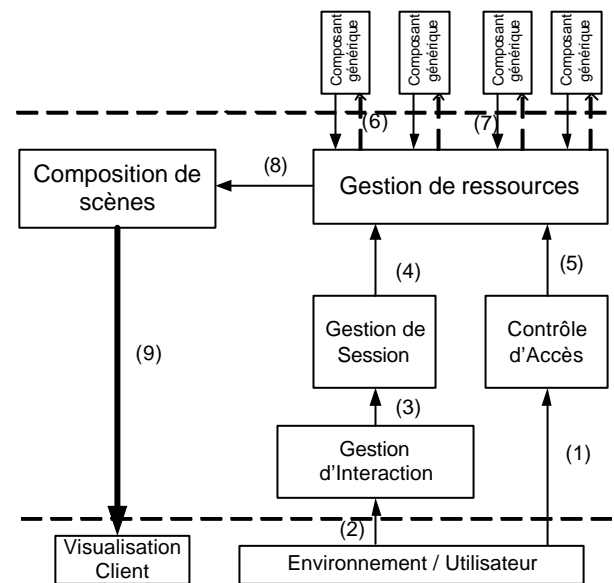 Composant
générique
Composant
générique
Composant
générique
Composant
générique
(6)
(7)
Composition de
scènes
(8)
Gestion de ressources
(4)
(5)
Gestion de
Session
Contrôle
d'Accès
(9)
(3)
Gestion
d'Interaction
(1)
(2)
Visualisation
Client
Environnement / Utilisateur